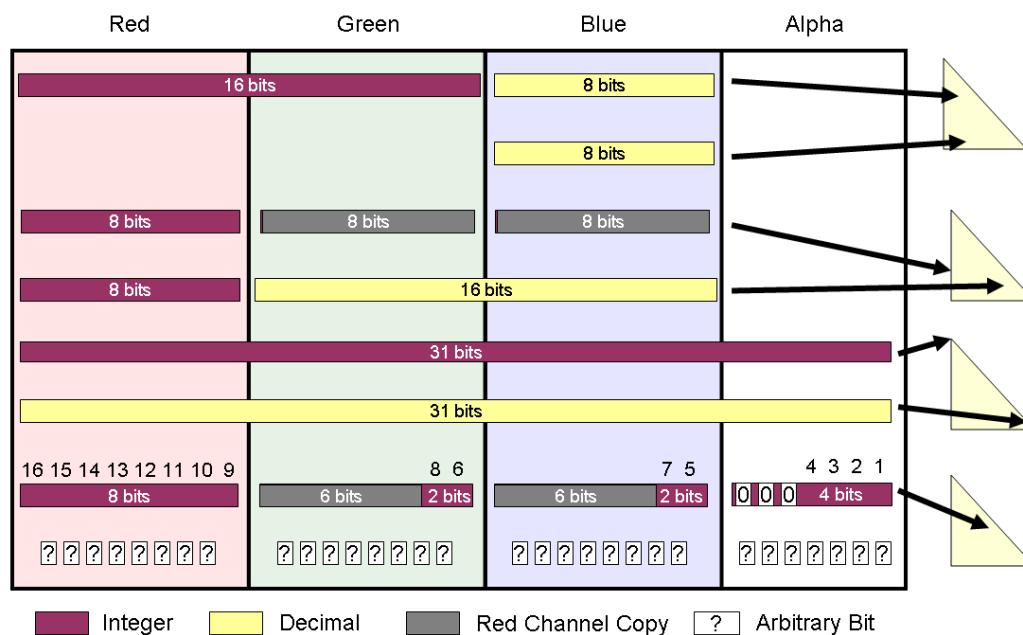 Red Green Blue Alpha
16 bits 8 bits
8 bits
8 bits 8 bits 8 bits
8 bits 16 bits
31 bits
31 bits
16 15 14 13 12 11 10 9 8 6 7 5 4 3 2 1
8 bits 6 bits 2 bits 6 bits 2 bits 0 0 0 4 bits
? ? ? ? ? ? ? ? ? ? ? ? ? ? ? ? ? ? ? ? ? ? ? ? ? ? ? ? ? ? ?
Integer Decimal Red Channel Copy ? Arbitrary Bit